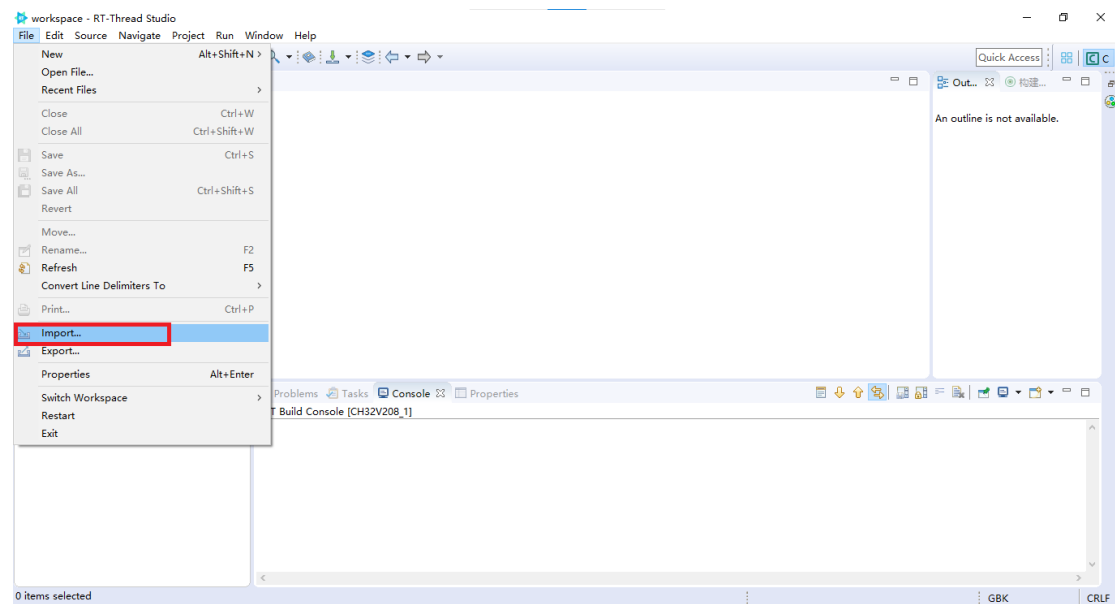 workspace - RT-Thread Studio
File Edit Source Navigate Project Run Window Help
New Alt+Shift+N >
Open File...
Recent Files >
Close Ctrl+W
Close All Ctrl+Shift+W
Save Ctrl+S
Save As...
Save All Ctrl+Shift+S
Revert
Move...
Rename... F2
Refresh F5
Convert Line Delimiters To >
Print... Ctrl+P
Import...
Export...
Properties Alt+Enter
Switch Workspace >
Restart
Exit
Quick Access C C
Out... 构建...
An outline is not available.
Problems Tasks Console Properties
T Build Console [CH32V208_1]
0 items selected GBK CRLF